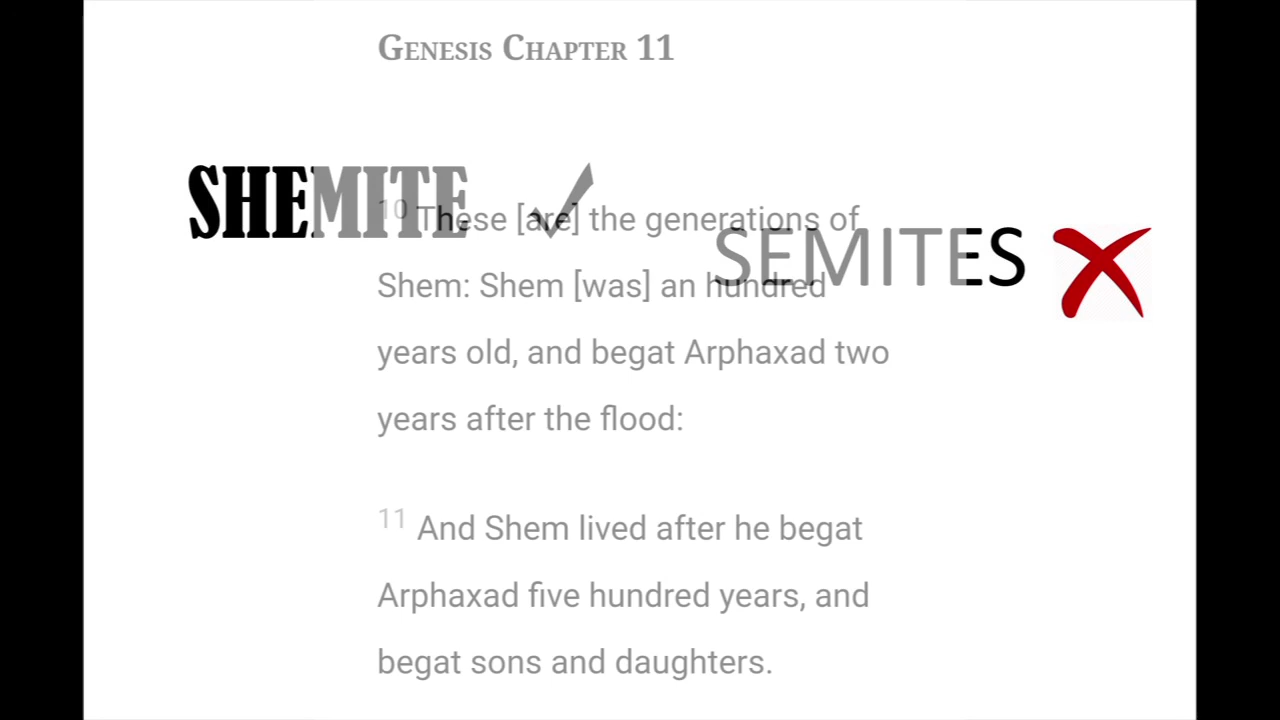 GENESIS CHAPTER 11
SHEMITE
10 These [are] the generations of
SEMITES
Shem: Shem [was] an hundred
years old, and begat Arphaxad two
years after the flood:
11 And Shem lived after he begat
Arphaxad five hundred years, and
begat sons and daughters.